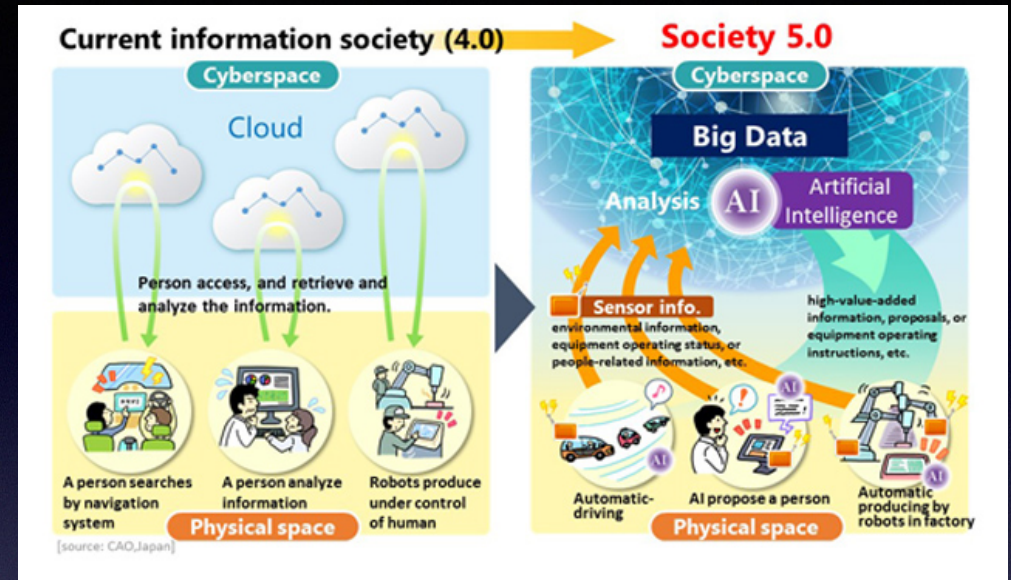 Current information society (4.0)
Society 5.0
Cyberspace
Cloud
Person access, and retrieve and
analyze the information.
A person searches
by navigation
system
A person analyze
information
Robots produce
under control
of human
Physical space
[source: CAO,Japan]
Cyberspace
Big Data
Analysis
AI
Artificial
Intelligence
Sensor info.
environmental information,
equipment operating status, or
people-related information, etc.
high-value-added
information, proposals, or
equipment operating
instructions, etc.
AI
AI
AI
Automatic-
driving
AI propose a person
Automatic
producing by
robots in factory
Physical space